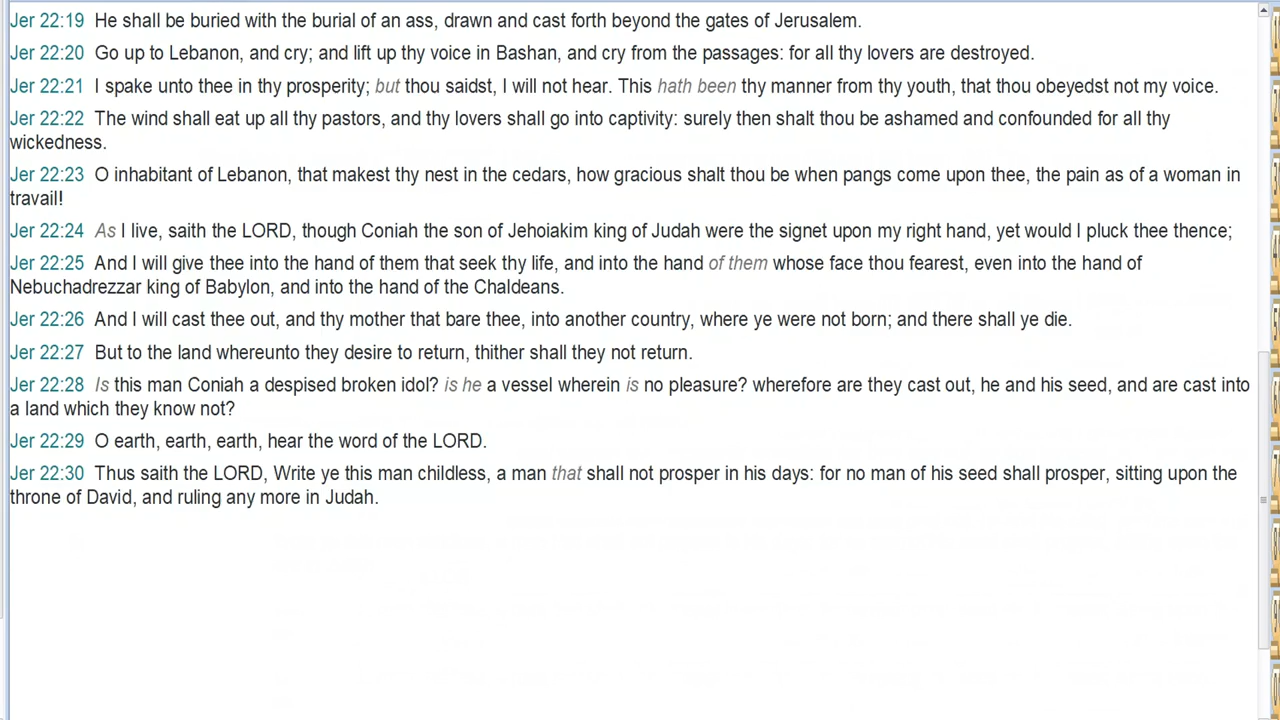 Jer 22:19 He shall be buried with the burial of an ass, drawn and cast forth beyond the gates of Jerusalem.
Jer 22:20 Go up to Lebanon, and cry; and lift up thy voice in Bashan, and cry from the passages: for all thy lovers are destroyed.
Jer 22:21 I spake unto thee in thy prosperity; but thou saidst, I will not hear. This hath been thy manner from thy youth, that thou obeyedst not my voice.
Jer 22:22 The wind shall eat up all thy pastors, and thy lovers shall go into captivity: surely then shalt thou be ashamed and confounded for all thy
wickedness.
Jer 22:23 O inhabitant of Lebanon, that makest thy nest in the cedars, how gracious shalt thou be when pangs come upon thee, the pain as of a woman in
travail!
Jer 22:24 As I live, saith the LORD, though Coniah the son of Jehoiakim king of Judah were the signet upon my right hand, yet would I pluck thee thence;
Jer 22:25 And I will give thee into the hand of them that seek thy life, and into the hand of them whose face thou fearest, even into the hand of
Nebuchadrezzar king of Babylon, and into the hand of the Chaldeans.
Jer 22:26 And I will cast thee out, and thy mother that bare thee, into another country, where ye were not born; and there shall ye die.
Jer 22:27 But to the land whereunto they desire to return, thither shall they not return.
Jer 22:28 Is this man Coniah a despised broken idol? is he a vessel wherein is no pleasure? wherefore are they cast out, he and his seed, and are cast into
a land which they know not?
Jer 22:29 O earth, earth, earth, hear the word of the LORD.
Jer 22:30 Thus saith the LORD, Write ye this man childless, a man that shall not prosper in his days: for no man of his seed shall prosper, sitting upon the
throne of David, and ruling any more in Judah.